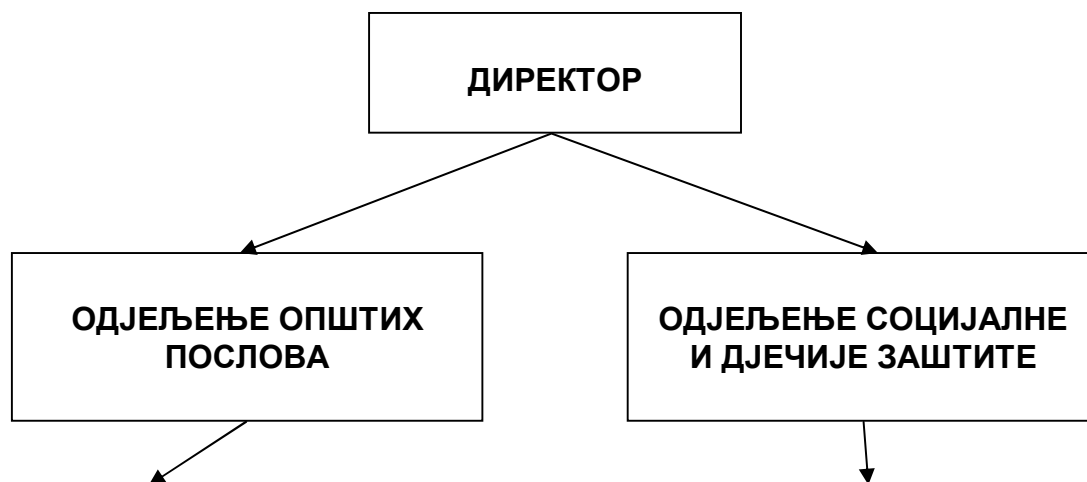 ДИРЕКТОР
ОДЈЕЉЕЊЕ ОПШТИХ
ПОСЛОВА
ОДЈЕЉЕЊЕ СОЦИЈАЛНЕ
И ДЈЕЧИЈЕ ЗАШТИТЕ